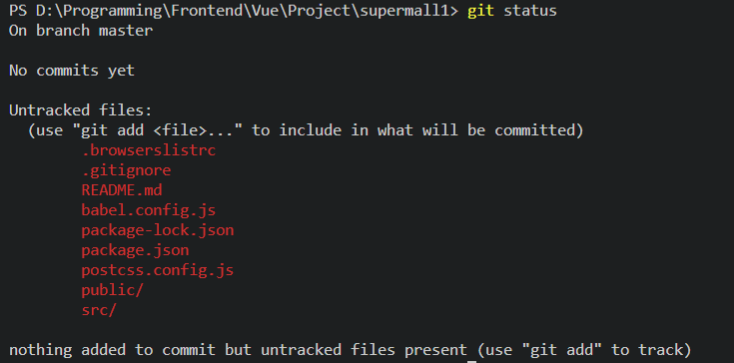 PS D:\Programming\Frontend\Vue\Project\supermall1> git status
On branch master
No commits yet
Untracked files:
(use "git add <file>..." to include in what will be committed)
.browserslistrc
.gitignore
README.md
babel.config.js
package-lock.json
package.json
postcss.config.js
public/
src/
nothing added to commit but untracked files present (use "git add" to track)